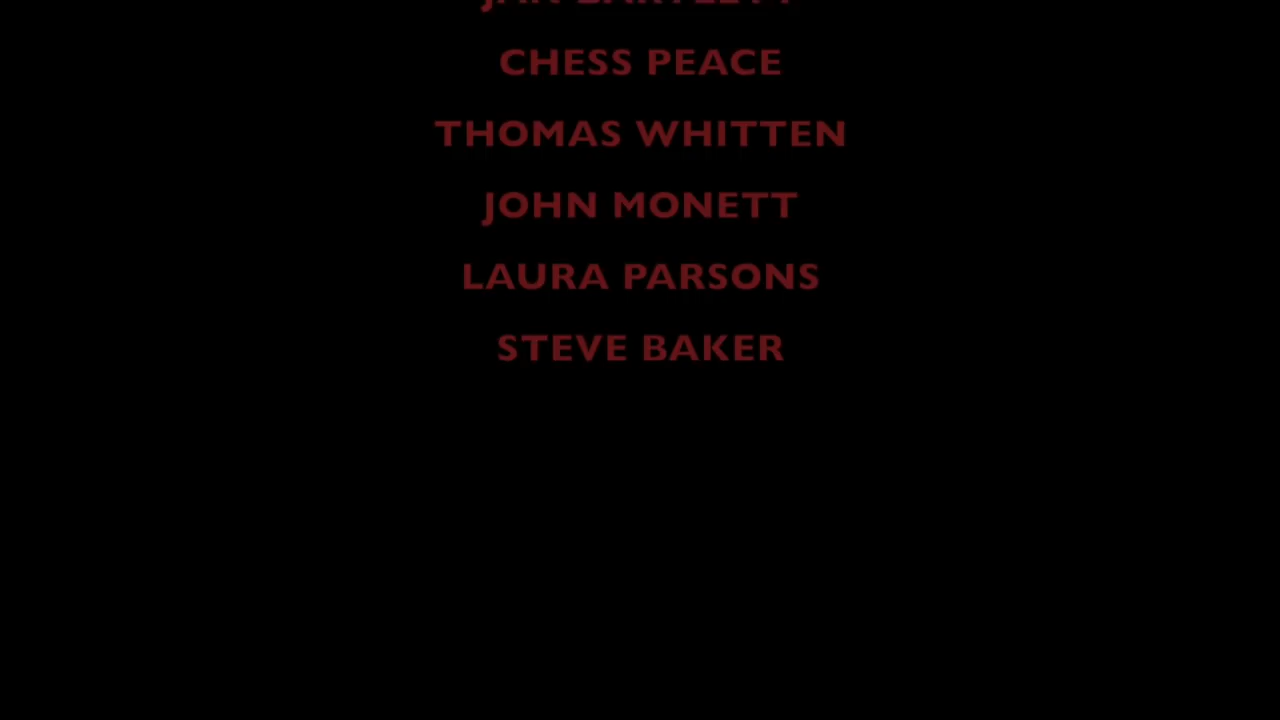 CHESS PEACE
THOMAS WHITTEN
JOHN MONETT
LAURA PARSONS
STEVE BAKER